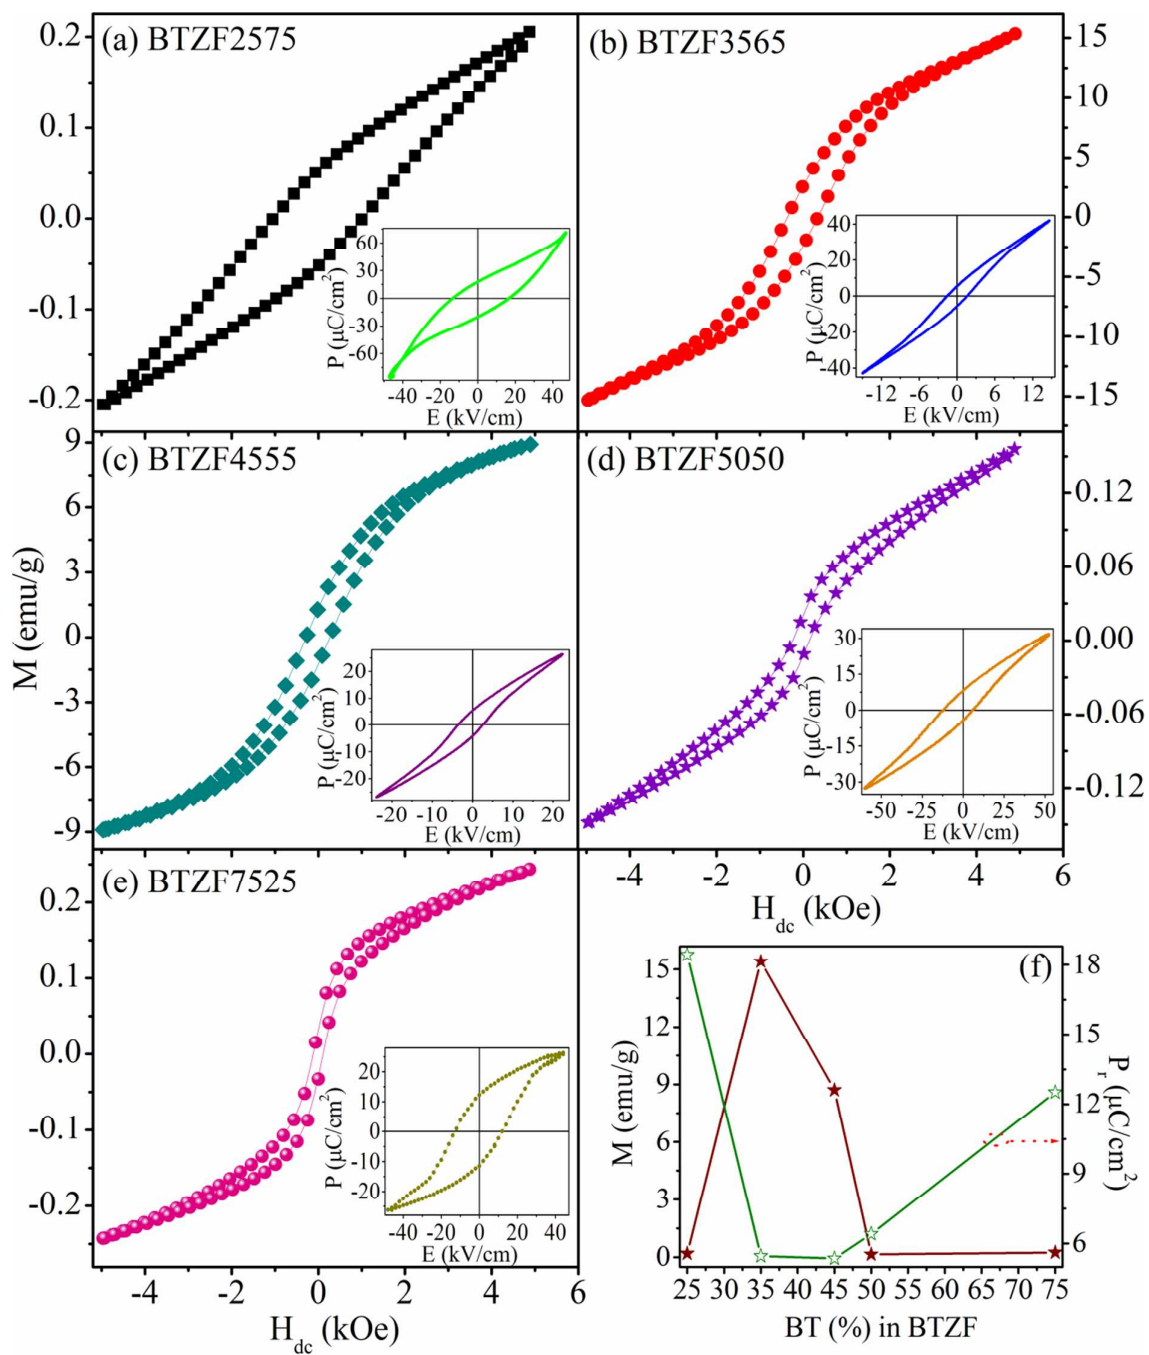 (a) BTZF2575
0.2
0.1
0.0
-0.1
-0.2
P (μC/cm²)
60
30
0
-30
-60
-40 -20 0 20 40
E (kV/cm)
(b) BTZF3565
15
10
5
0
-5
-10
-15
P (μC/cm²)
40
20
0
-20
-40
-12 -6 0 6 12
E (kV/cm)
M (emu/g)
(c) BTZF4555
9
6
3
0
-3
-6
-9
P (μC/cm²)
20
10
0
-10
-20
-20 -10 0 10 20
E (kV/cm)
(d) BTZF5050
0.12
0.06
0.00
-0.06
-0.12
P (μC/cm²)
30
15
0
-15
-30
-50 -25 0 25 50
E (kV/cm)
-4 -2 0 2 4 6
H_dc (kOe)
(e) BTZF7525
0.2
0.1
0.0
-0.1
-0.2
P (μC/cm²)
20
10
0
-10
-20
-40 -20 0 20 40
E (kV/cm)
-4 -2 0 2 4 6
H_dc (kOe)
(f)
M (emu/g)
15
12
9
6
3
0
18
15
12
9
6
P_r (μC/cm²)
25 30 35 40 45 50 55 60 65 70 75
BT (%) in BTZF